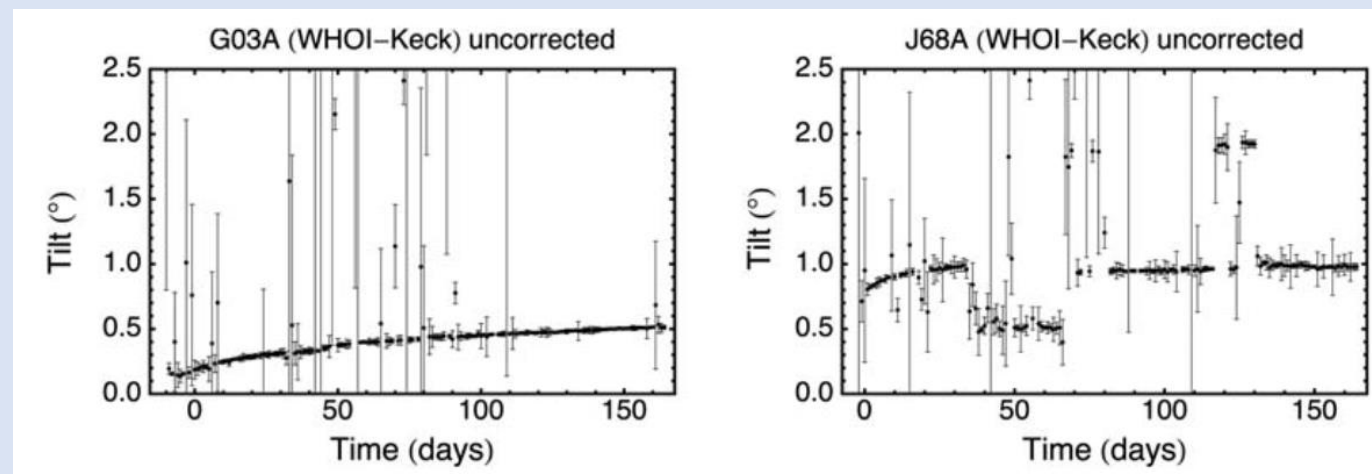 G03A (WHOI–Keck) uncorrected
2.5
2.0
1.5
1.0
0.5
0.0
Tilt (°)
0 50 100 150
Time (days)
J68A (WHOI–Keck) uncorrected
2.5
2.0
1.5
1.0
0.5
0.0
Tilt (°)
0 50 100 150
Time (days)